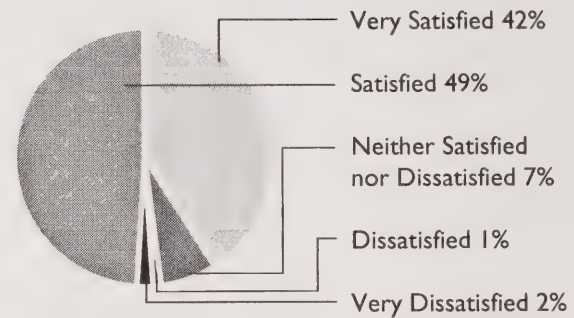 Very Satisfied 42%
Satisfied 49%
Neither Satisfied
nor Dissatisfied 7%
Dissatisfied 1%
Very Dissatisfied 2%